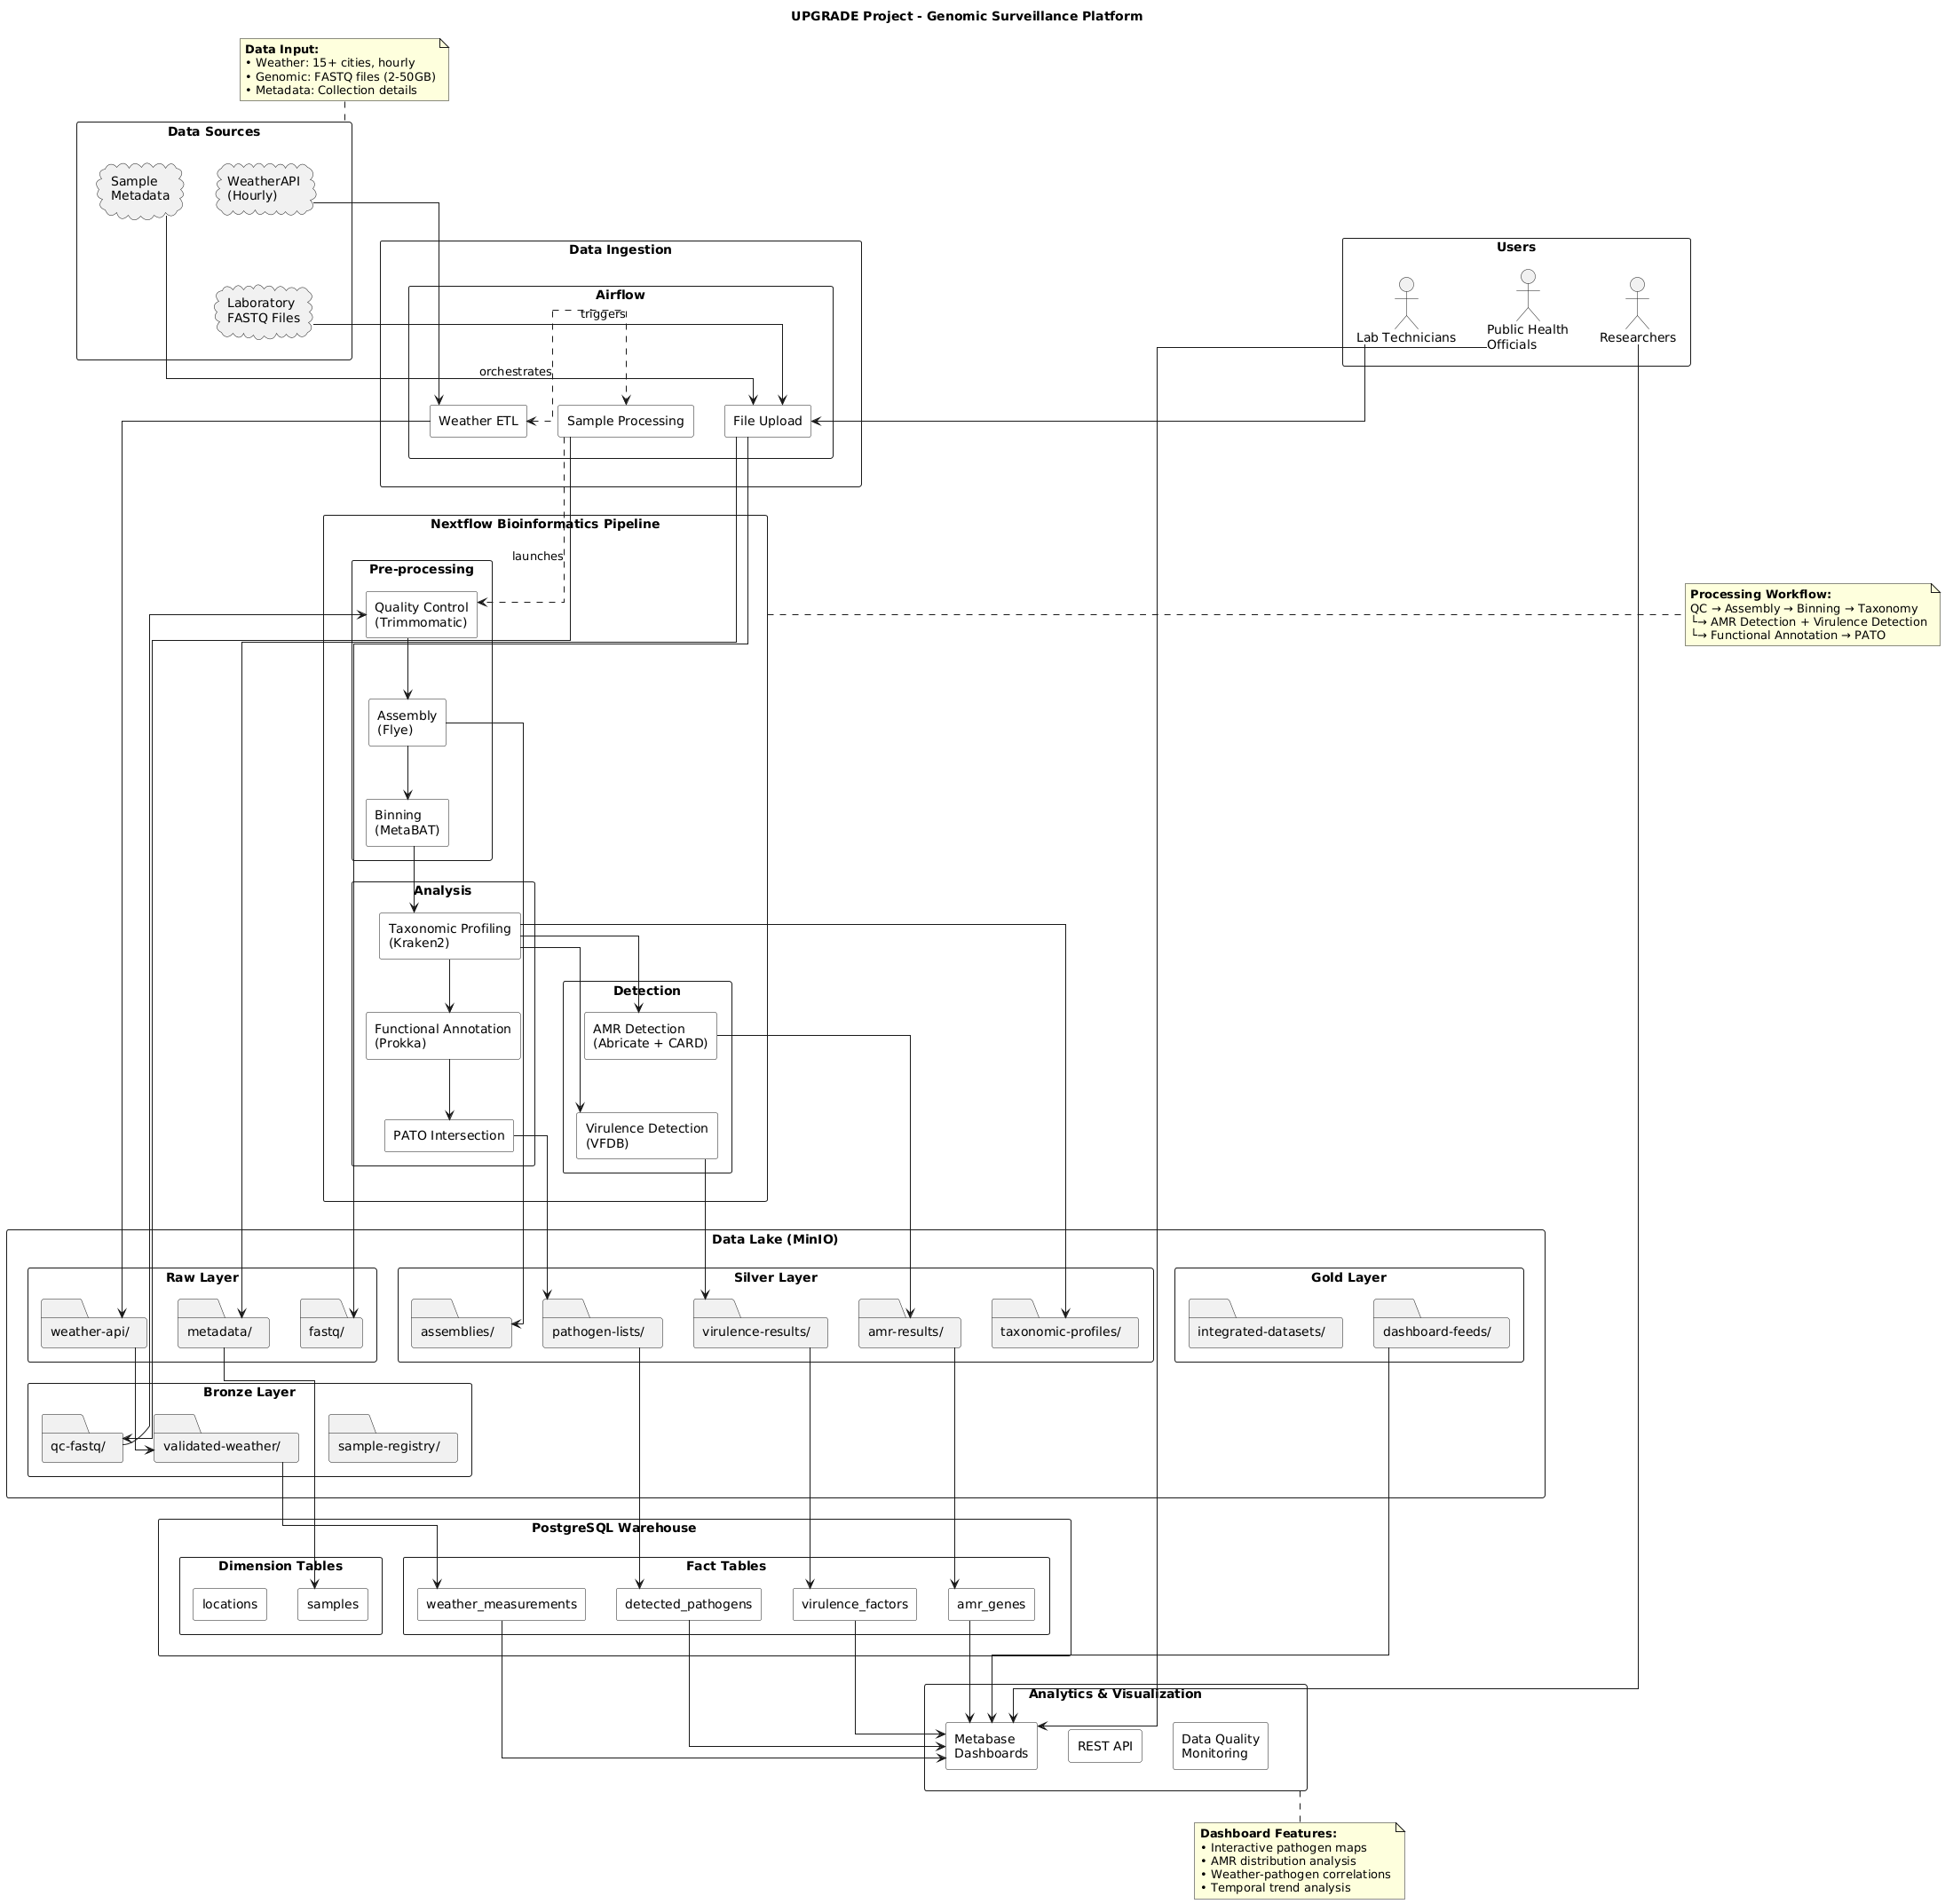 UPGRADE Project - Genomic Surveillance Platform
Data Input:
• Weather: 15+ cities, hourly
• Genomic: FASTQ files (2-50GB)
• Metadata: Collection details
Data Sources
Sample
Metadata
WeatherAPI
(Hourly)
Laboratory
FASTQ Files
Data Ingestion
Airflow
triggers
orchestrates
Weather ETL
Sample Processing
File Upload
Users
Lab Technicians
Public Health
Officials
Researchers
Nextflow Bioinformatics Pipeline
launches
Pre-processing
Quality Control
(Trimmomatic)
Assembly
(Flye)
Binning
(MetaBAT)
Processing Workflow:
QC → Assembly → Binning → Taxonomy
└→ AMR Detection + Virulence Detection
└→ Functional Annotation → PATO
Analysis
Taxonomic Profiling
(Kraken2)
Functional Annotation
(Prokka)
PATO Intersection
Detection
AMR Detection
(Abricate + CARD)
Virulence Detection
(VFDB)
Data Lake (MinIO)
Raw Layer
weather-api/
metadata/
fastq/
Silver Layer
assemblies/
pathogen-lists/
virulence-results/
amr-results/
taxonomic-profiles/
Gold Layer
integrated-datasets/
dashboard-feeds/
Bronze Layer
qc-fastq/
validated-weather/
sample-registry/
PostgreSQL Warehouse
Dimension Tables
locations
samples
Fact Tables
weather_measurements
detected_pathogens
virulence_factors
amr_genes
Analytics & Visualization
Metabase
Dashboards
REST API
Data Quality
Monitoring
Dashboard Features:
• Interactive pathogen maps
• AMR distribution analysis
• Weather-pathogen correlations
• Temporal trend analysis